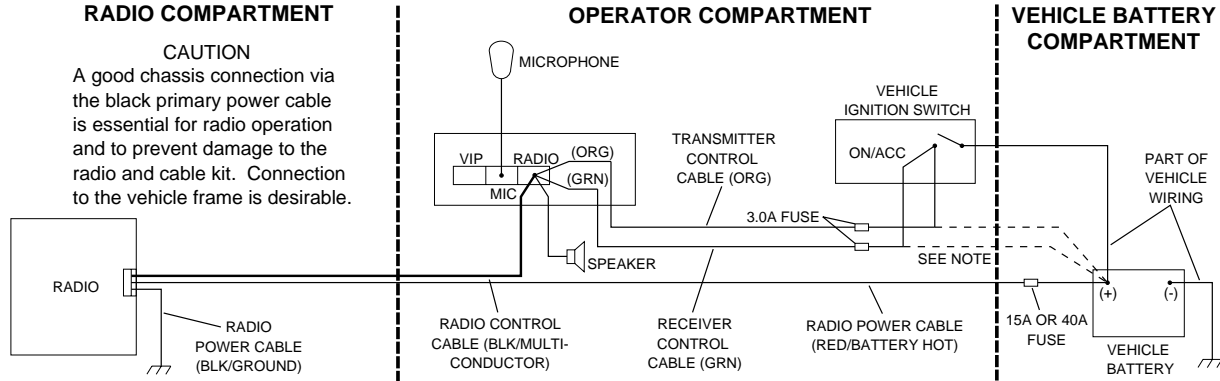 RADIO COMPARTMENT
CAUTION
A good chassis connection via
the black primary power cable
is essential for radio operation
and to prevent damage to the
radio and cable kit. Connection
to the vehicle frame is desirable.
RADIO
RADIO
POWER CABLE
(BLK/GROUND)
OPERATOR COMPARTMENT
MICROPHONE
VIP
RADIO
MIC
(ORG)
(GRN)
SPEAKER
TRANSMITTER
CONTROL
CABLE (ORG)
VEHICLE
IGNITION SWITCH
ON/ACC
3.0A FUSE
SEE NOTE
RADIO CONTROL
CABLE (BLK/MULTI-
CONDUCTOR)
RECEIVER
CONTROL
CABLE (GRN)
RADIO POWER CABLE
(RED/BATTERY HOT)
VEHICLE BATTERY
COMPARTMENT
PART OF
VEHICLE
WIRING
(+)
(-)
15A OR 40A
FUSE
VEHICLE
BATTERY